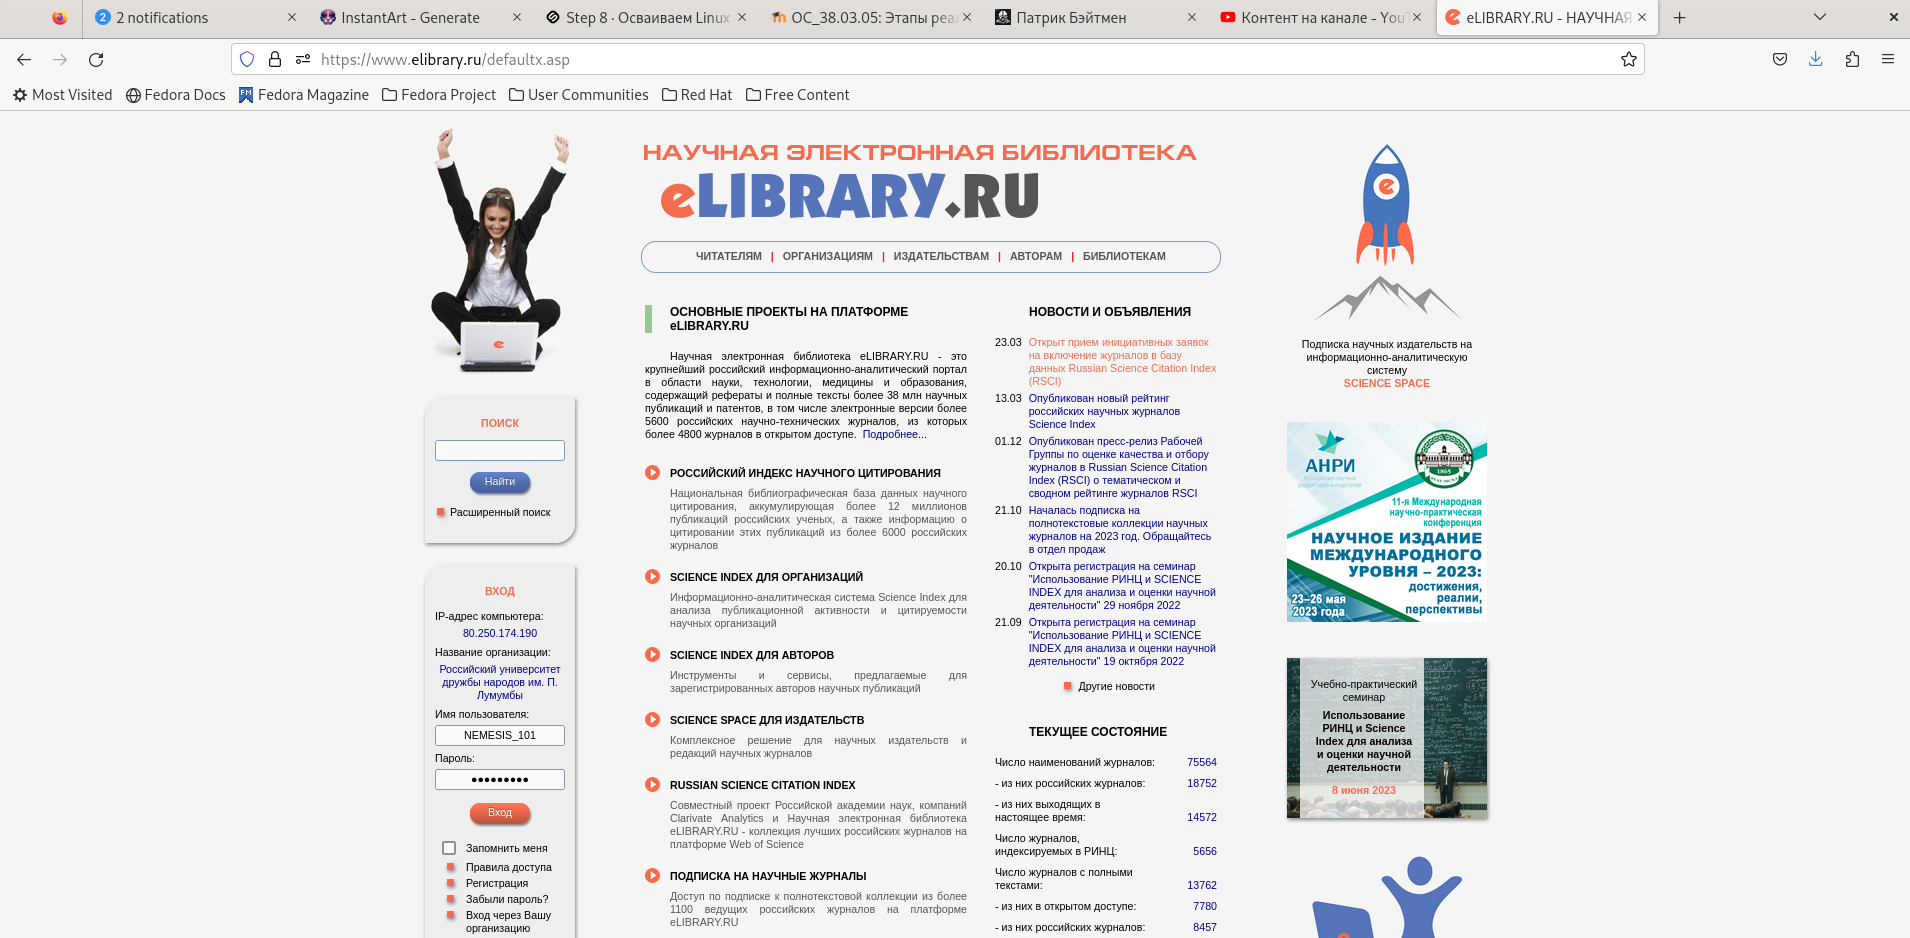 2 notifications
InstantArt - Generate
Step 8 · Осваиваем Linux
ОС_38.03.05: Этапы реа
Патрик Бэйтмен
Контент на канале - YouT
eLIBRARY.RU - НАУЧНАЯ
https://www.elibrary.ru/defaultx.asp
Most Visited
Fedora Docs
Fedora Magazine
Fedora Project
User Communities
Red Hat
Free Content
НАУЧНАЯ ЭЛЕКТРОННАЯ БИБЛИОТЕКА
eLIBRARY.RU
ЧИТАТЕЛЯМ | ОРГАНИЗАЦИЯМ | ИЗДАТЕЛЬСТВАМ | АВТОРАМ | БИБЛИОТЕКАМ
ПОИСК
Найти
Расширенный поиск
ВХОД
IP-адрес компьютера:
80.250.174.190
Название организации:
Российский университет
дружбы народов им. П.
Лумумбы
Имя пользователя:
NEMESIS_101
Пароль:
●●●●●●●●●
Вход
Запомнить меня
Правила доступа
Регистрация
Забыли пароль?
Вход через Вашу
организацию
ОСНОВНЫЕ ПРОЕКТЫ НА ПЛАТФОРМЕ
eLIBRARY.RU
Научная электронная библиотека eLIBRARY.RU - это
крупнейший российский информационно-аналитический портал
в области науки, технологии, медицины и образования,
содержащий рефераты и полные тексты более 38 млн научных
публикаций и патентов, в том числе электронные версии более
5600 российских научно-технических журналов, из которых
более 4800 журналов в открытом доступе. Подробнее...
РОССИЙСКИЙ ИНДЕКС НАУЧНОГО ЦИТИРОВАНИЯ
Национальная библиографическая база данных научного
цитирования, аккумулирующая более 12 миллионов
публикаций российских ученых, а также информацию о
цитировании этих публикаций из более 6000 российских
журналов
SCIENCE INDEX ДЛЯ ОРГАНИЗАЦИЙ
Информационно-аналитическая система Science Index для
анализа публикационной активности и цитируемости
научных организаций
SCIENCE INDEX ДЛЯ АВТОРОВ
Инструменты и сервисы, предлагаемые для
зарегистрированных авторов научных публикаций
SCIENCE SPACE ДЛЯ ИЗДАТЕЛЬСТВ
Комплексное решение для научных издательств и
редакций научных журналов
RUSSIAN SCIENCE CITATION INDEX
Совместный проект Российской академии наук, компаний
Clarivate Analytics и Научная электронная библиотека
eLIBRARY.RU - коллекция лучших российских журналов на
платформе Web of Science
ПОДПИСКА НА НАУЧНЫЕ ЖУРНАЛЫ
Доступ по подписке к полнотекстовой коллекции из более
1100 ведущих российских журналов на платформе
eLIBRARY.RU
НОВОСТИ И ОБЪЯВЛЕНИЯ
23.03 Открыт прием инициативных заявок
на включение журналов в базу
данных Russian Science Citation Index
(RSCI)
13.03 Опубликован новый рейтинг
российских научных журналов
Science Index
01.12 Опубликован пресс-релиз Рабочей
Группы по оценке качества и отбору
журналов в Russian Science Citation
Index (RSCI) о тематическом и
сводном рейтинге журналов RSCI
21.10 Началась подписка на
полнотекстовые коллекции научных
журналов на 2023 год. Обращайтесь
в отдел продаж
20.10 Открыта регистрация на семинар
"Использование РИНЦ и SCIENCE
INDEX для анализа и оценки научной
деятельности" 29 ноября 2022
21.09 Открыта регистрация на семинар
"Использование РИНЦ и SCIENCE
INDEX для анализа и оценки научной
деятельности" 19 октября 2022
Другие новости
ТЕКУЩЕЕ СОСТОЯНИЕ
Число наименований журналов: 75564
- из них российских журналов: 18752
- из них выходящих в
настоящее время: 14572
Число журналов,
индексируемых в РИНЦ: 5656
Число журналов с полными
текстами: 13762
- из них в открытом доступе: 7780
- из них российских журналов: 8457
Подписка научных издательств на
информационно-аналитическую
систему
SCIENCE SPACE
АНРИ
1865
11-я Международная
научно-практическая
конференция
НАУЧНОЕ ИЗДАНИЕ
МЕЖДУНАРОДНОГО
УРОВНЯ – 2023:
достижения,
реалии,
перспективы
23–26 мая
2023 года
Учебно-практический
семинар
Использование
РИНЦ и Science
Index для анализа
и оценки научной
деятельности
8 июня 2023